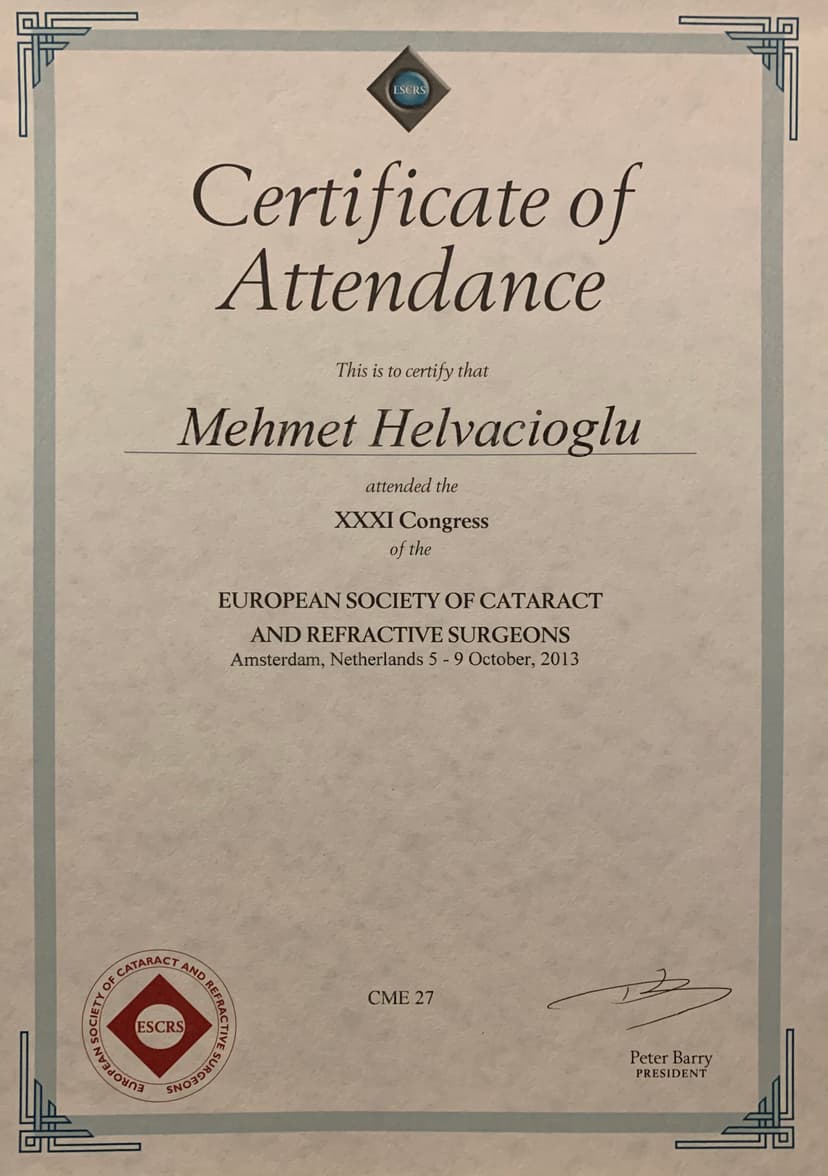 ESCRS
Certificate of
Attendance
This is to certify that
Mehmet Helvacioglu
attended the
XXXI Congress
of the
EUROPEAN SOCIETY OF CATARACT
AND REFRACTIVE SURGEONS
Amsterdam, Netherlands 5 - 9 October, 2013
EUROPEAN SOCIETY OF CATARACT AND REFRACTIVE SURGEONS
ESCRS
CME 27
Peter Barry
PRESIDENT